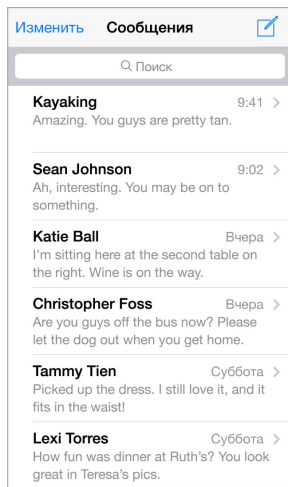 Изменить Сообщения
Поиск
Kayaking 9:41
Amazing. You guys are pretty tan.
Sean Johnson 9:02
Ah, interesting. You may be on to
something.
Katie Ball Вчера
I'm sitting here at the second table on
the right. Wine is on the way.
Christopher Foss Вчера
Are you guys off the bus now? Please
let the dog out when you get home.
Tammy Tien Суббота
Picked up the dress. I still love it, and it
fits in the waist!
Lexi Torres Суббота
How fun was dinner at Ruth's? You look
great in Teresa's pics.